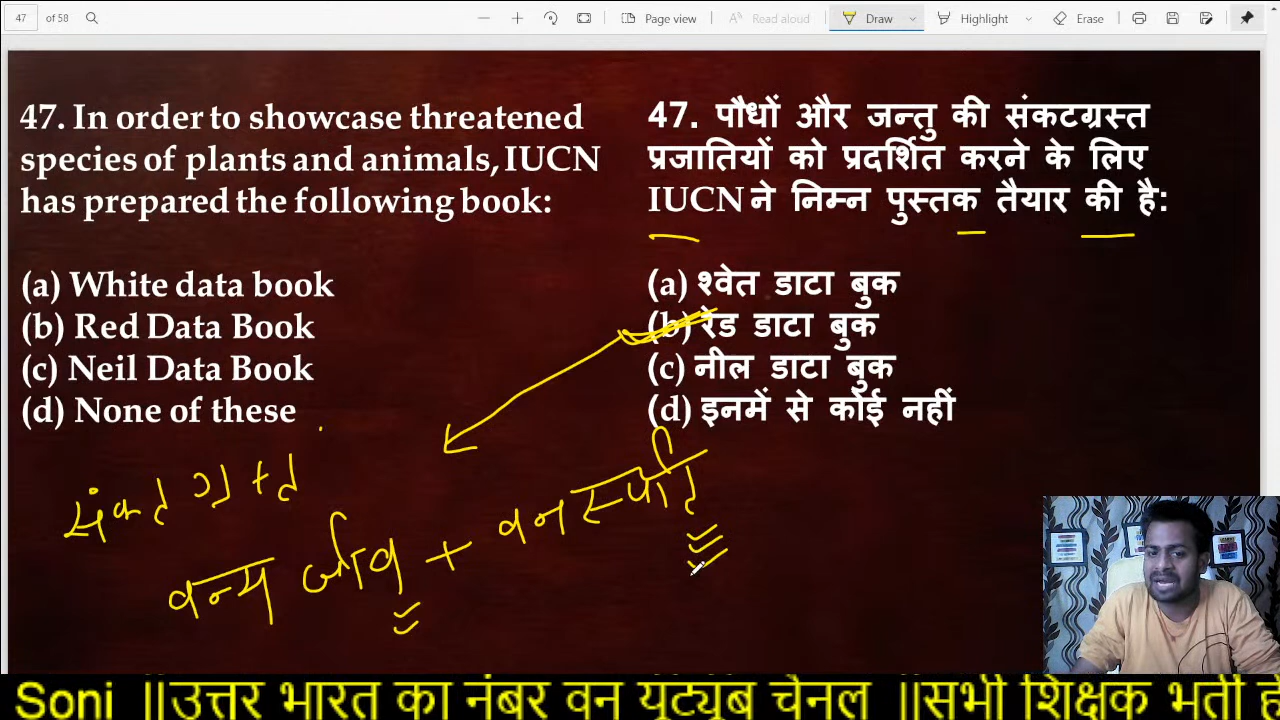 47 of 58 Page view Read aloud Draw Highlight Erase
47. In order to showcase threatened
species of plants and animals, IUCN
has prepared the following book:
(a) White data book
(b) Red Data Book
(c) Neil Data Book
(d) None of these
47. पौधों और जन्तु की संकटग्रस्त
प्रजातियों को प्रदर्शित करने के लिए
IUCN ने निम्न पुस्तक तैयार की है:
(a) श्वेत डाटा बुक
(b) रेड डाटा बुक
(c) नील डाटा बुक
(d) इनमें से कोई नहीं
वन्य जीव + वनस्पति
Soni ||उत्तर भारत का नंबर वन यूट्यूब चेनल ||सभी शिक्षक भर्ती